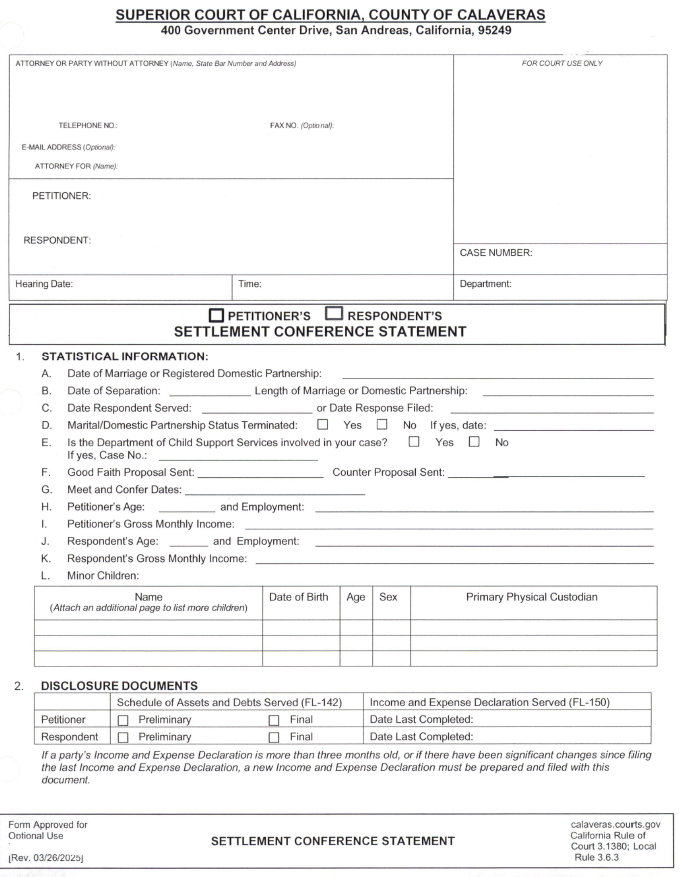 SUPERIOR COURT OF CALIFORNIA, COUNTY OF CALAVERAS
400 Government Center Drive, San Andreas, California, 95249
ATTORNEY OR PARTY WITHOUT ATTORNEY (Name, State Bar Number and Address)
FOR COURT USE ONLY
TELEPHONE NO.: FAX NO. (Optional):
E-MAIL ADDRESS (Optional):
ATTORNEY FOR (Name):
PETITIONER:
RESPONDENT:
CASE NUMBER:
Hearing Date: Time: Department:
☐ PETITIONER'S ☐ RESPONDENT'S
SETTLEMENT CONFERENCE STATEMENT
1. STATISTICAL INFORMATION:
A. Date of Marriage or Registered Domestic Partnership:
B. Date of Separation: Length of Marriage or Domestic Partnership:
C. Date Respondent Served: or Date Response Filed:
D. Marital/Domestic Partnership Status Terminated: ☐ Yes ☐ No If yes, date:
E. Is the Department of Child Support Services involved in your case? ☐ Yes ☐ No
If yes, Case No.:
F. Good Faith Proposal Sent: Counter Proposal Sent:
G. Meet and Confer Dates:
H. Petitioner's Age: and Employment:
I. Petitioner's Gross Monthly Income:
J. Respondent's Age: and Employment:
K. Respondent's Gross Monthly Income:
L. Minor Children:
Name Date of Birth Age Sex Primary Physical Custodian
(Attach an additional page to list more children)
2. DISCLOSURE DOCUMENTS
Schedule of Assets and Debts Served (FL-142) Income and Expense Declaration Served (FL-150)
Petitioner ☐ Preliminary ☐ Final Date Last Completed:
Respondent ☐ Preliminary ☐ Final Date Last Completed:
If a party's Income and Expense Declaration is more than three months old, or if there have been significant changes since filing
the last Income and Expense Declaration, a new Income and Expense Declaration must be prepared and filed with this
document.
Form Approved for
Optional Use
[Rev. 03/26/2025]
SETTLEMENT CONFERENCE STATEMENT
calaveras.courts.gov
California Rule of
Court 3.1380; Local
Rule 3.6.3